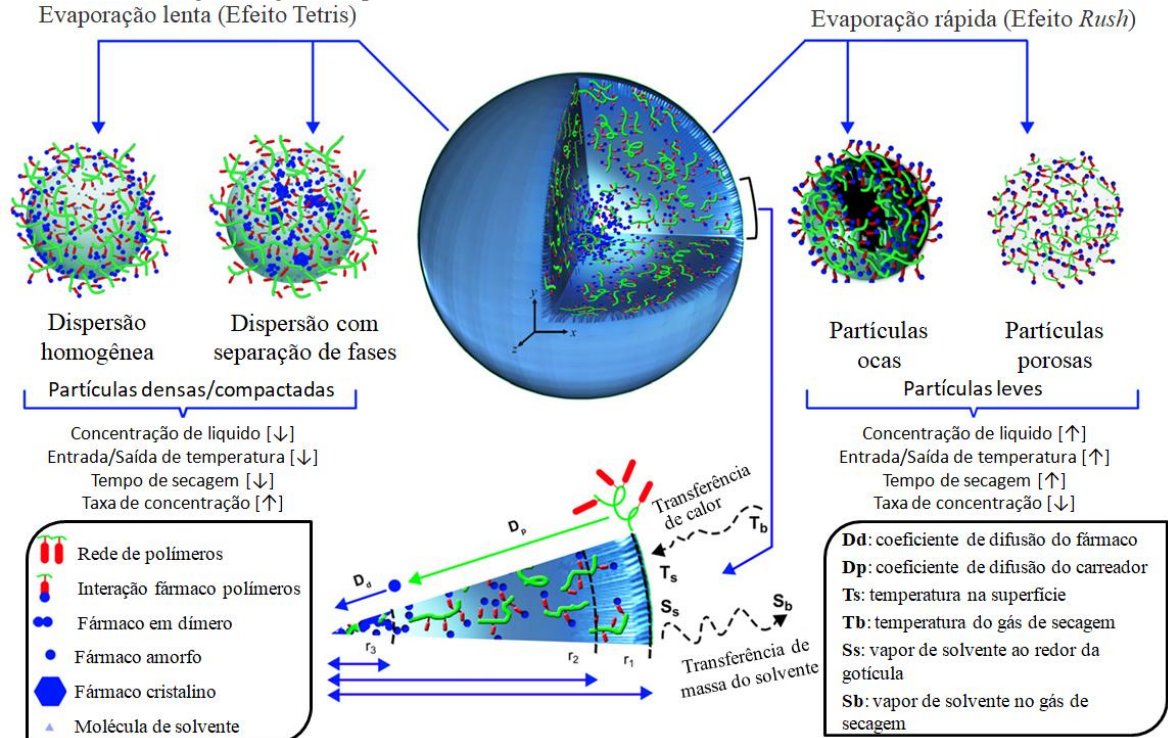 Evaporação lenta (Efeito Tetris)
Evaporação rápida (Efeito Rush)
y
x
z
Dispersão
homogênea
Dispersão com
separação de fases
Partículas
ocas
Partículas
porosas
Partículas densas/compactadas
Partículas leves
Concentração de liquido [↓]
Entrada/Saída de temperatura [↓]
Tempo de secagem [↓]
Taxa de concentração [↑]
Concentração de liquido [↑]
Entrada/Saída de temperatura [↑]
Tempo de secagem [↑]
Taxa de concentração [↓]
Rede de polímeros
Interação fármaco polímeros
Fármaco em dímero
Fármaco amorfo
Fármaco cristalino
Molécula de solvente
Dp
Dd
Transferência
de calor
Tb
Ts
Ss
Sb
r3
r2
r1
Transferência de
massa do solvente
Dd: coeficiente de difusão do fármaco
Dp: coeficiente de difusão do carreador
Ts: temperatura na superfície
Tb: temperatura do gás de secagem
Ss: vapor de solvente ao redor da
gotícula
Sb: vapor de solvente no gás de
secagem